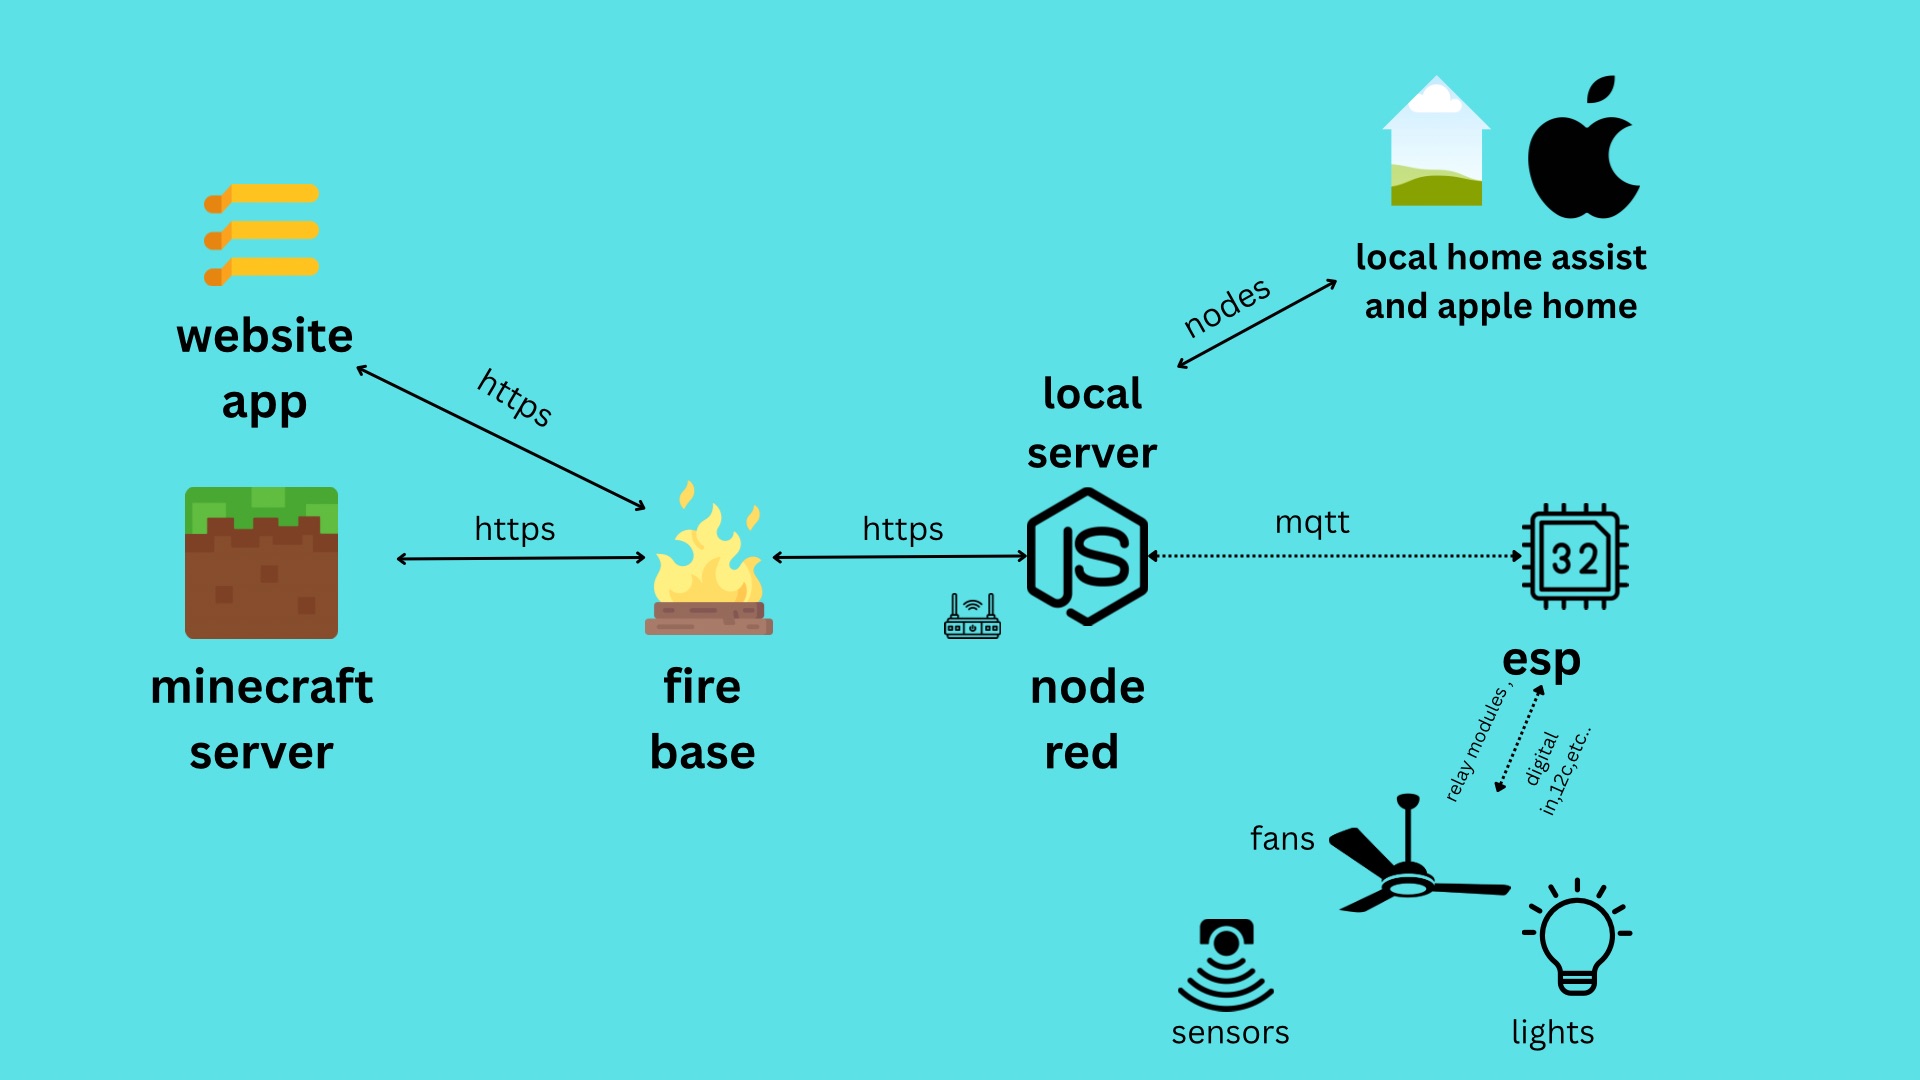 local home assist
and apple home
nodes
website
app
https
local
server
https
https
mqtt
JS
32
minecraft
server
fire
base
node
red
esp
relay modules ,
digital
in,12c,etc..
fans
sensors
lights